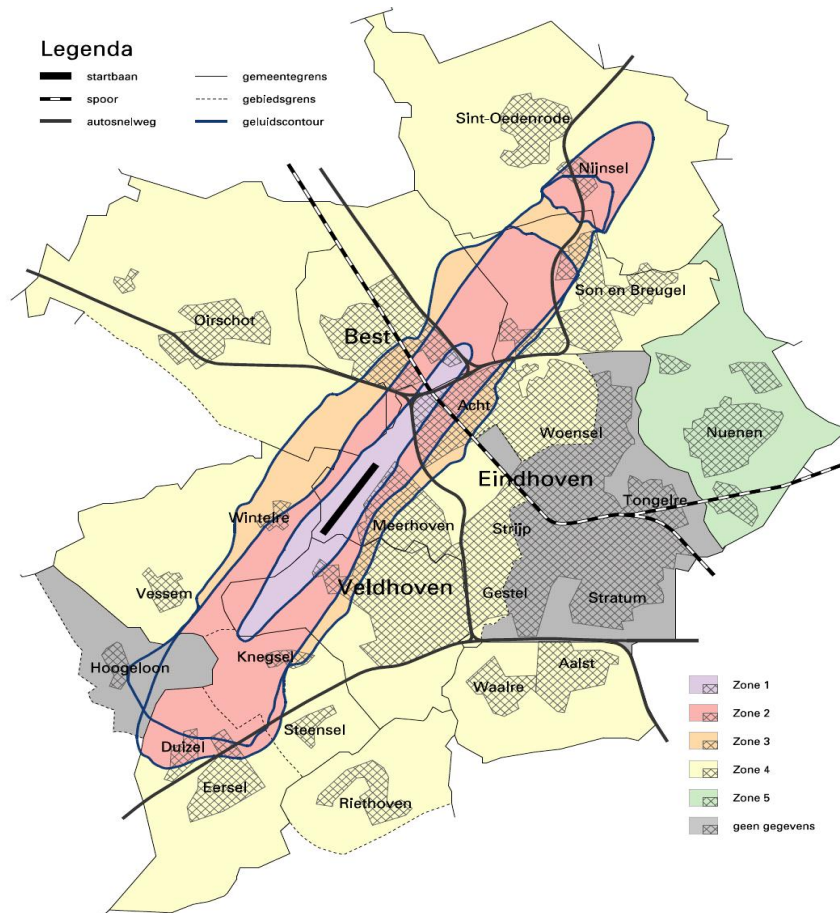 Legenda
startbaan
gemeentegrens
spoor
gebiedsgrens
autosnelweg
geluidscontour
Sint-Oedenrode
Nijnsel
Son en Breugel
Oirschot
Best
Acht
Woensel
Nuenen
Eindhoven
Tongelre
Wintelre
Meerhoven
Strijp
Veldhoven
Vessem
Gestel
Stratum
Hoogeloon
Knegsel
Aalst
Waalre
Steensel
Duizel
Eersel
Riethoven
Zone 1
Zone 2
Zone 3
Zone 4
Zone 5
geen gegevens